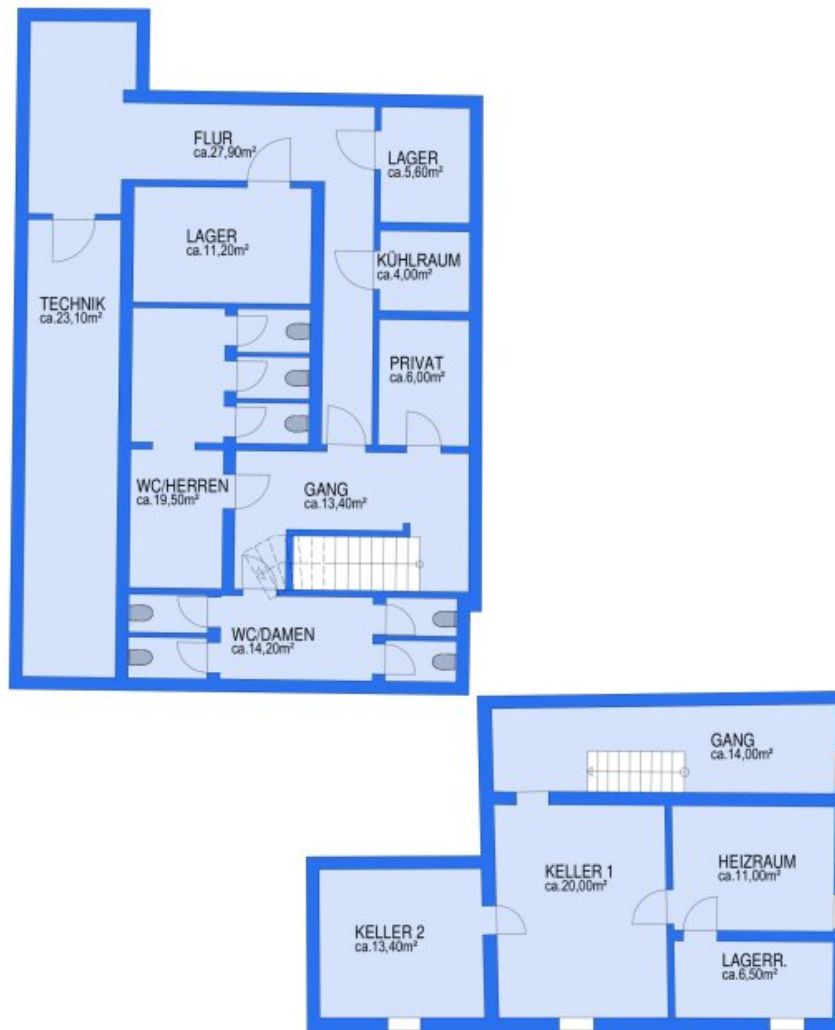 FLUR
ca.27,90m²
LAGER
ca.5,60m²
LAGER
ca.11,20m²
KÜHLRAUM
ca.4,00m²
TECHNIK
ca.23,10m²
PRIVAT
ca.6,00m²
WC/HERREN
ca.19,50m²
GANG
ca.13,40m²
WC/DAMEN
ca.14,20m²
GANG
ca.14,00m²
KELLER 1
ca.20,00m²
HEIZRAUM
ca.11,00m²
KELLER 2
ca.13,40m²
LAGERR.
ca.6,50m²